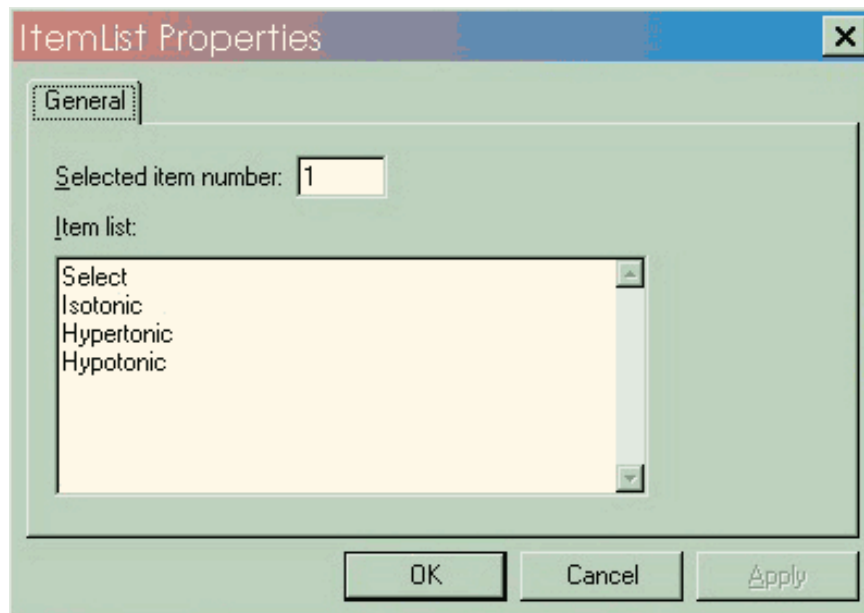 ItemList Properties
General
Selected item number: 1
Item list:
Select
Isotonic
Hypertonic
Hypotonic
OK Cancel Apply